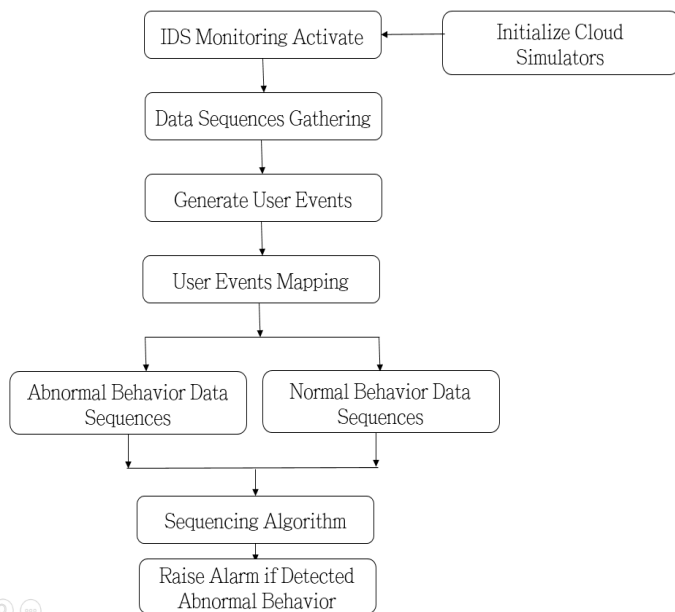 IDS Monitoring Activate
Initialize Cloud
Simulators
Data Sequences Gathering
Generate User Events
User Events Mapping
Abnormal Behavior Data
Sequences
Normal Behavior Data
Sequences
Sequencing Algorithm
Raise Alarm if Detected
Abnormal Behavior